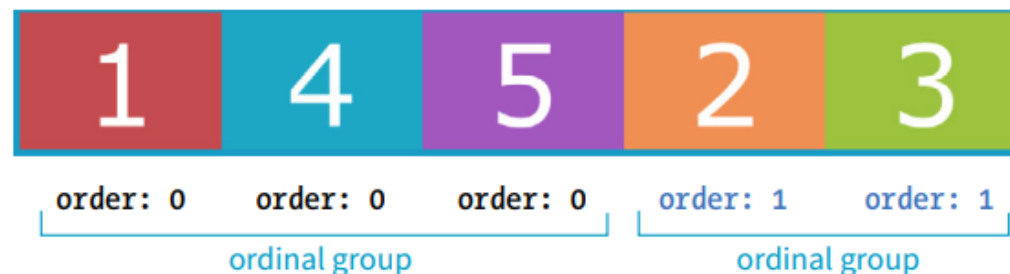 1 4 5 2 3
order: 0 order: 0 order: 0 order: 1 order: 1
ordinal group ordinal group